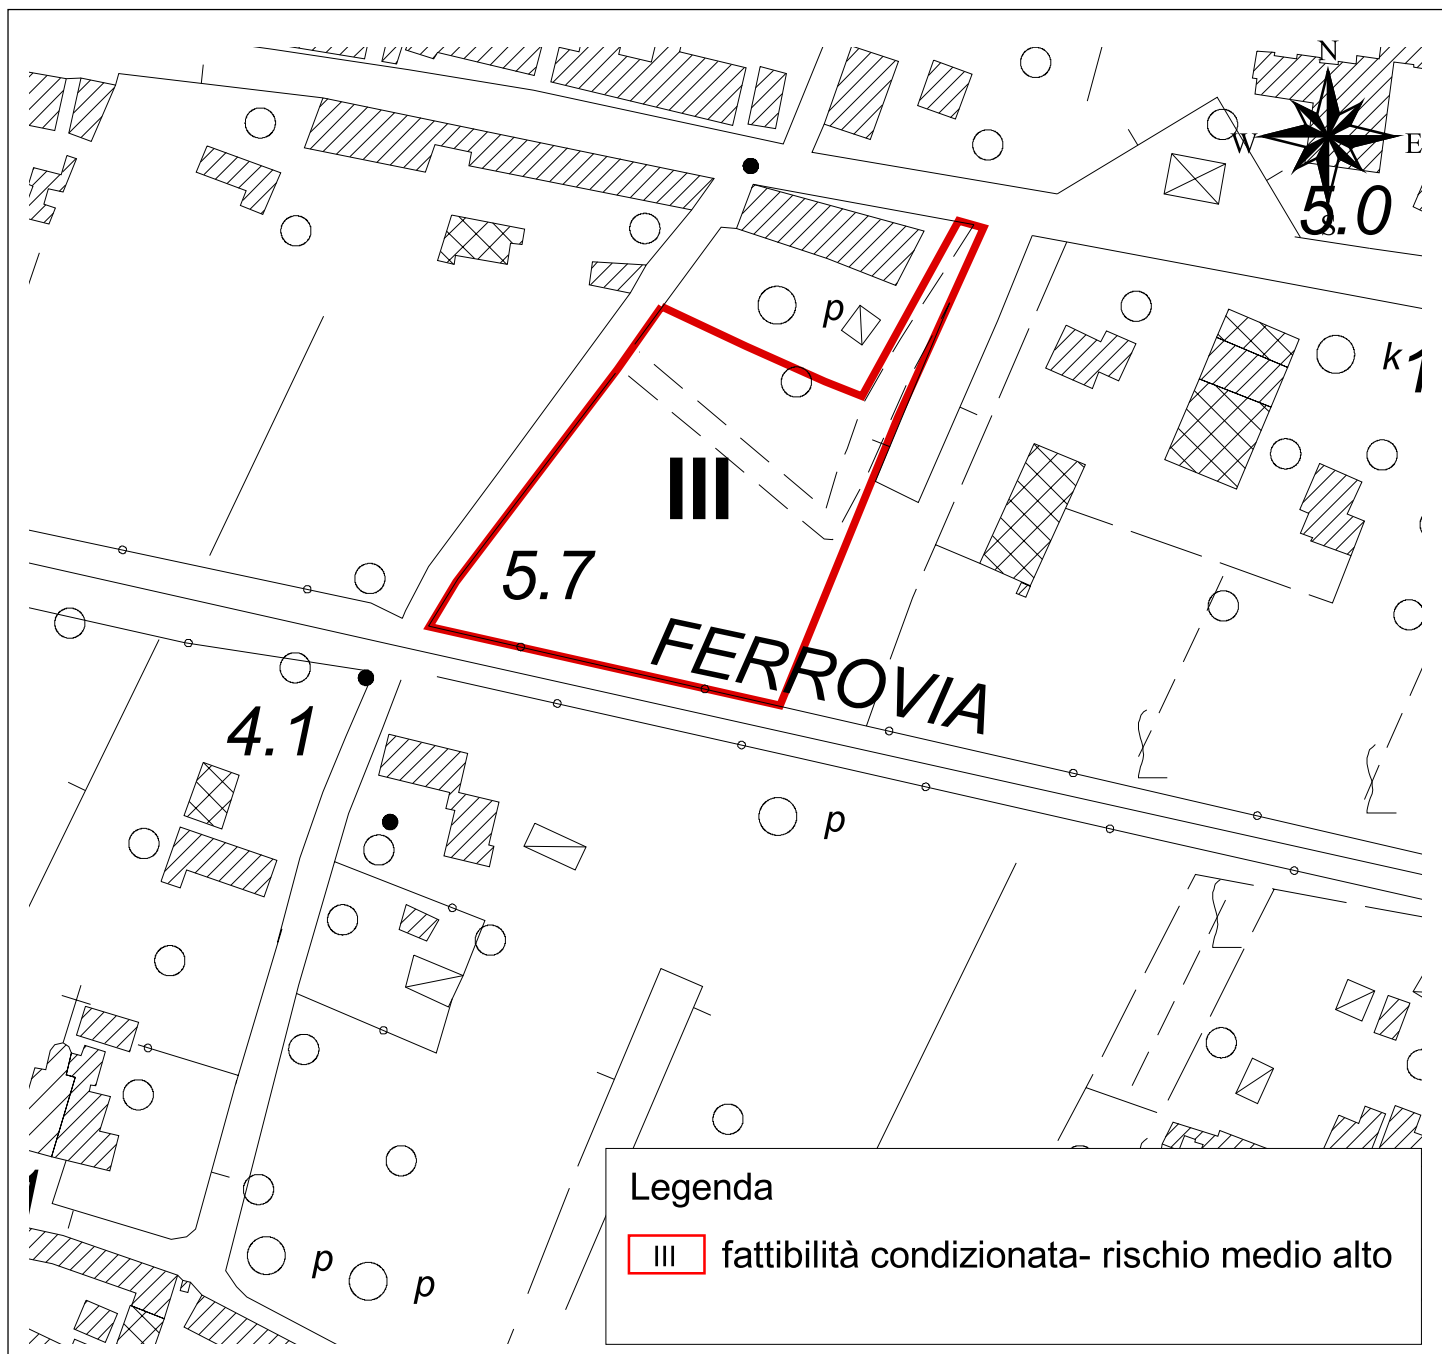 N
W E
S
5.0
p
k
III
5.7
FERROVIA
4.1
p
p
p
Legenda
III fattibilità condizionata- rischio medio alto